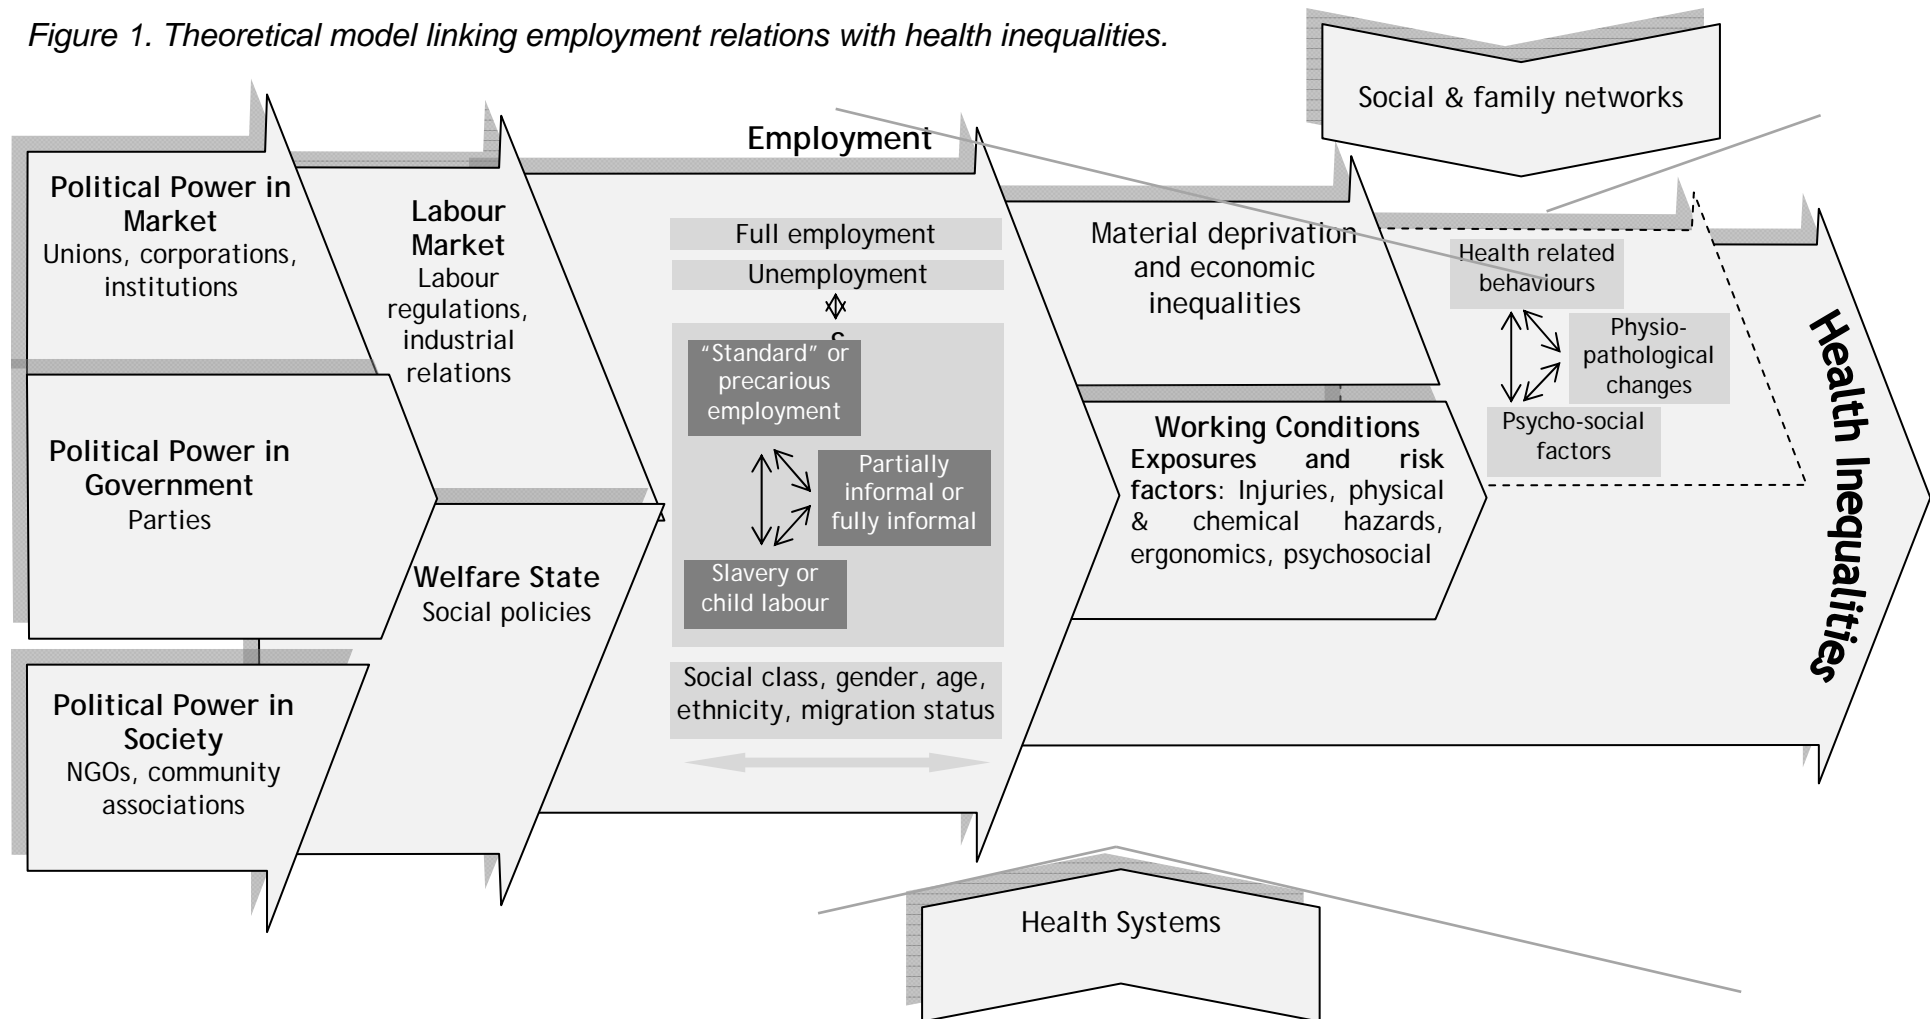 Figure 1. Theoretical model linking employment relations with health inequalities.
Social & family networks
Political Power in
Market
Unions, corporations,
institutions
Political Power in
Government
Parties
Political Power in
Society
NGOs, community
associations
Labour
Market
Labour
regulations,
industrial
relations
Welfare State
Social policies
Employment
Full employment
Unemployment
"Standard" or
precarious
employment
Partially
informal or
fully informal
Slavery or
child labour
Social class, gender, age,
ethnicity, migration status
Material deprivation
and economic
inequalities
Working Conditions
Exposures and risk
factors: Injuries, physical
& chemical hazards,
ergonomics, psychosocial
Health related
behaviours
Physio-
pathological
changes
Psycho-social
factors
Health Inequalities
Health Systems